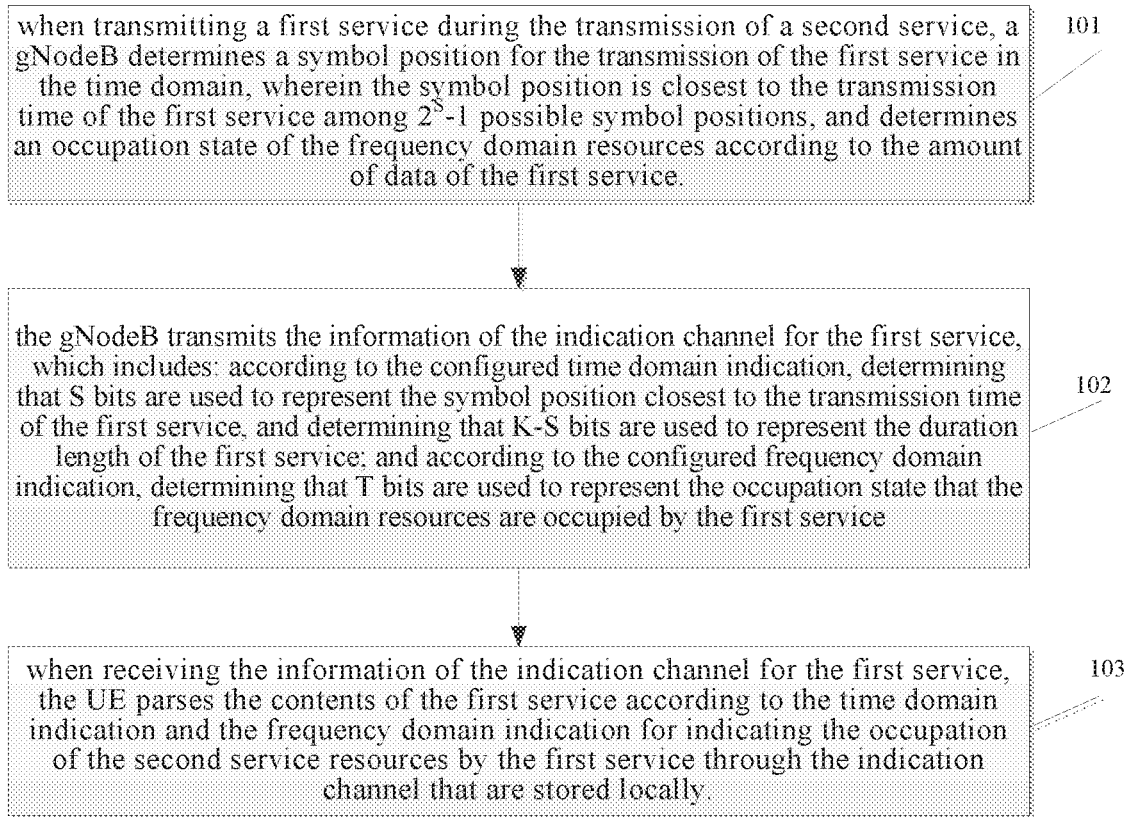 when transmitting a first service during the transmission of a second service, a
gNodeB determines a symbol position for the transmission of the first service in
the time domain, wherein the symbol position is closest to the transmission
time of the first service among 2^S-1 possible symbol positions, and determines
an occupation state of the frequency domain resources according to the amount
of data of the first service.
101
the gNodeB transmits the information of the indication channel for the first service,
which includes: according to the configured time domain indication, determining
that S bits are used to represent the symbol position closest to the transmission time
of the first service, and determining that K-S bits are used to represent the duration
length of the first service; and according to the configured frequency domain
indication, determining that T bits are used to represent the occupation state that the
frequency domain resources are occupied by the first service
102
when receiving the information of the indication channel for the first service,
the UE parses the contents of the first service according to the time domain
indication and the frequency domain indication for indicating the occupation
of the second service resources by the first service through the indication
channel that are stored locally.
103